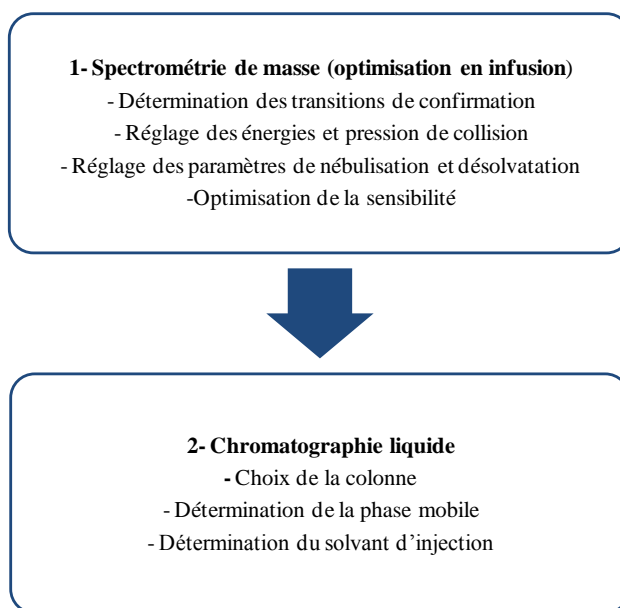 1- Spectrométrie de masse (optimisation en infusion)
- Détermination des transitions de confirmation
- Réglage des énergies et pression de collision
- Réglage des paramètres de nébulisation et désolvatation
-Optimisation de la sensibilité
2- Chromatographie liquide
- Choix de la colonne
- Détermination de la phase mobile
- Détermination du solvant d’injection